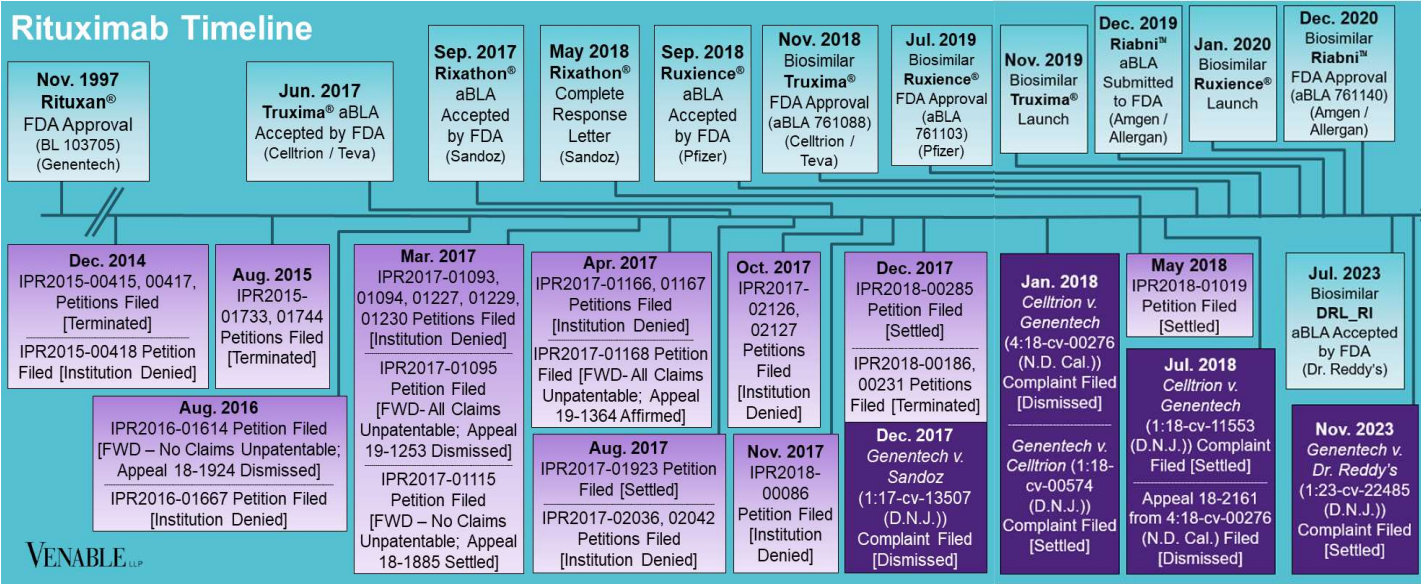 Rituximab Timeline
Nov. 1997
Rituxan®
FDA Approval
(BL 103705)
(Genentech)
Jun. 2017
Truxima® aBLA
Accepted by FDA
(Celltrion / Teva)
Sep. 2017
Rixathon®
aBLA
Accepted
by FDA
(Sandoz)
May 2018
Rixathon®
Complete
Response
Letter
(Sandoz)
Sep. 2018
Ruxience®
aBLA
Accepted
by FDA
(Pfizer)
Nov. 2018
Biosimilar
Truxima®
FDA Approval
(aBLA 761088)
(Celltrion /
Teva)
Jul. 2019
Biosimilar
Ruxience®
FDA Approval
(aBLA
761103)
(Pfizer)
Nov. 2019
Biosimilar
Truxima®
Launch
Dec. 2019
Riabni™
aBLA
Submitted
to FDA
(Amgen /
Allergan)
Jan. 2020
Biosimilar
Ruxience®
Launch
Dec. 2020
Biosimilar
Riabni™
FDA Approval
(aBLA 761140)
(Amgen /
Allergan)
Dec. 2014
IPR2015-00415, 00417,
Petitions Filed
[Terminated]
IPR2015-00418 Petition
Filed [Institution Denied]
Aug. 2015
IPR2015-
01733, 01744
Petitions Filed
[Terminated]
Aug. 2016
IPR2016-01614 Petition Filed
[FWD – No Claims Unpatentable;
Appeal 18-1924 Dismissed]
IPR2016-01667 Petition Filed
[Institution Denied]
Mar. 2017
IPR2017-01093,
01094, 01227, 01229,
01230 Petitions Filed
[Institution Denied]
IPR2017-01095
Petition Filed
[FWD- All Claims
Unpatentable; Appeal
19-1253 Dismissed]
IPR2017-01115
Petition Filed
[FWD – No Claims
Unpatentable; Appeal
18-1885 Settled]
Apr. 2017
IPR2017-01166, 01167
Petitions Filed
[Institution Denied]
IPR2017-01168 Petition
Filed [FWD- All Claims
Unpatentable; Appeal
19-1364 Affirmed]
Aug. 2017
IPR2017-01923 Petition
Filed [Settled]
IPR2017-02036, 02042
Petitions Filed
[Institution Denied]
Oct. 2017
IPR2017-
02126,
02127
Petitions
Filed
[Institution
Denied]
Nov. 2017
IPR2018-
00086
Petition Filed
[Institution
Denied]
Dec. 2017
IPR2018-00285
Petition Filed
[Settled]
IPR2018-00186,
00231 Petitions
Filed [Terminated]
Dec. 2017
Genentech v.
Sandoz
(1:17-cv-13507
(D.N.J.))
Complaint Filed
[Dismissed]
Jan. 2018
Celltrion v.
Genentech
(4:18-cv-00276
(N.D. Cal.))
Complaint Filed
[Dismissed]
Genentech v.
Celltrion (1:18-
cv-00574
(D.N.J.))
Complaint Filed
[Settled]
May 2018
IPR2018-01019
Petition Filed
[Settled]
Jul. 2018
Celltrion v.
Genentech
(1:18-cv-11553
(D.N.J.)) Complaint
Filed [Settled]
Appeal 18-2161
from 4:18-cv-00276
(N.D. Cal.) Filed
[Dismissed]
Jul. 2023
Biosimilar
DRL_RI
aBLA Accepted
by FDA
(Dr. Reddy's)
Nov. 2023
Genentech v.
Dr. Reddy's
(1:23-cv-22485
(D.N.J.))
Complaint Filed
[Settled]
VENABLE LLP